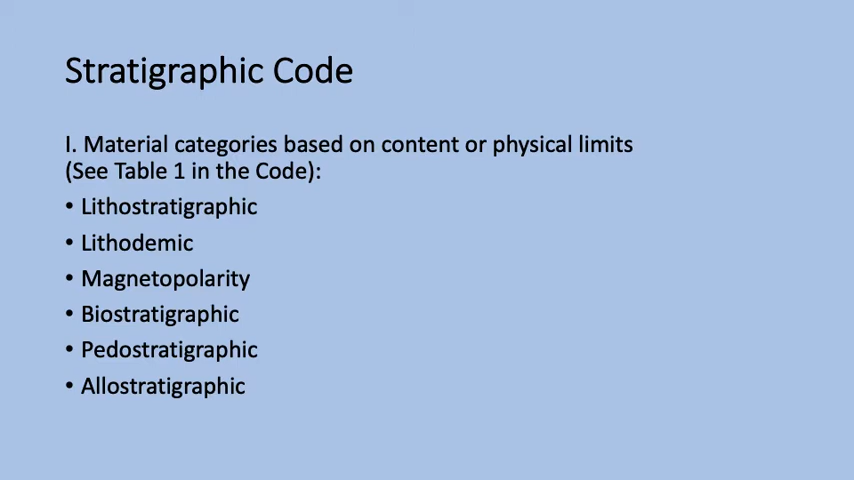 Stratigraphic Code
I. Material categories based on content or physical limits
(See Table 1 in the Code):
• Lithostratigraphic
• Lithodemic
• Magnetopolarity
• Biostratigraphic
• Pedostratigraphic
• Allostratigraphic